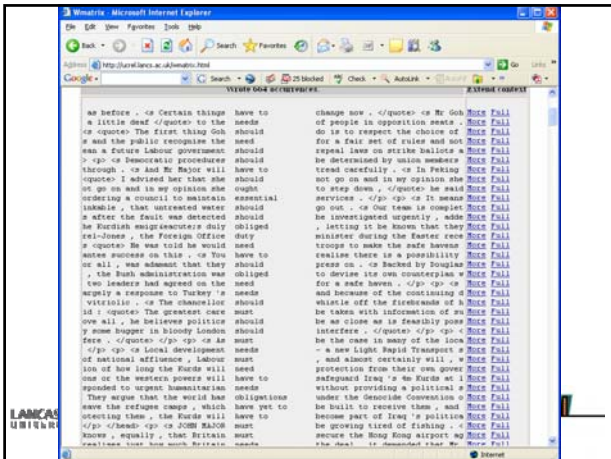 Wmatrix - Microsoft Internet Explorer
File Edit View Favorites Tools Help
Back Search Favorites
Address http://ucrel.lancs.ac.uk/wmatrix.html Go Links
Google Search 25 blocked Check AutoLink
Wrote 664 occurrences. Extend context
as before . <s Certain things have to change now . </quote> <s Mr Goh More Full
a little deaf </quote> to the needs of people in opposition seats . More Full
<s <quote> The first thing Goh should do is to respect the choice of More Full
s and the public recognise the need for a fair set of rules and not More Full
ean a future Labour government should repeal laws on strike ballots a More Full
> <p> <s Democratic procedures should be determined by union members More Full
through . <s And Mr Major will have to tread carefully . <s In Peking More Full
<quote> I advised her that she should not go on and in my opinion she More Full
ot go on and in my opinion she ought to step down , </quote> he said More Full
ordering a council to maintain essential services . </p> <p> <s It means More Full
inkable , that untreated water should go out . <s Our team is complet More Full
s after the fault was detected should be investigated urgently , adde More Full
he Kurdish duly obliged , letting it be known that they More Full
rel-Jones , the Foreign Office duty minister during the Easter rece More Full
s <quote> He was told he would need troops to make the safe havens More Full
antes success on this . <s You have to realise there is a possibility More Full
or all , was adamant that they should press on . <s Backed by Douglas More Full
, the Bush administration was obliged to devise its own counterplan w More Full
two leaders had agreed on the need for a safe haven . </p> <p> <s More Full
argely a response to Turkey 's needs and because of the continuing d More Full
vitriolic . <s The chancellor should whistle off the firebrands of h More Full
id : <quote> The greatest care must be taken with information of su More Full
ove all , he believes politics should be as close as is feasibly poss More Full
y some bugger in bloody London should interfere . </quote> </p> <p> < More Full
fere . </quote> </p> <p> <s As must be the case in many of the loca More Full
</p> <p> <s Local development needs - a new Light Rapid Transport s More Full
of national affluence , Labour must , and almost certainly will , w More Full
ion of how long the Kurds will need protection from their own gover More Full
ons or the western powers will have to safeguard Iraq 's 4m Kurds at l More Full
sponded to urgent humanitarian needs without providing a political s More Full
They argue that the world has obligations under the Genocide Convention o More Full
eave the refugee camps , which have yet to be built to receive them , and More Full
otecting them , the Kurds will have to become part of Iraq 's politica More Full
</p> </head> <p> <s JOHN MAJOR must be growing tired of fishing . < More Full
knows , equally , that Britain must secure the Hong Kong airport ag More Full
realises just how much Britain needs the deal , it demanded that Mr More Full
Internet